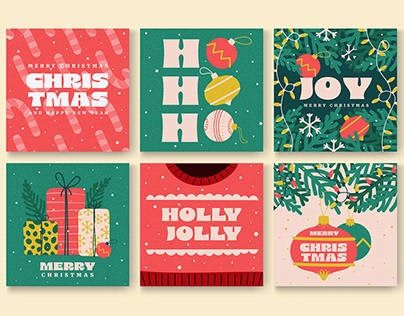 MERRY CHRISTMAS
CHRIS
TMAS
AND HAPPY NEW YEAR
H
H
H
JOY
MERRY CHRISTMAS
MERRY
CHRISTMAS
HOLLY
JOLLY
MERRY
CHRIS
TMAS